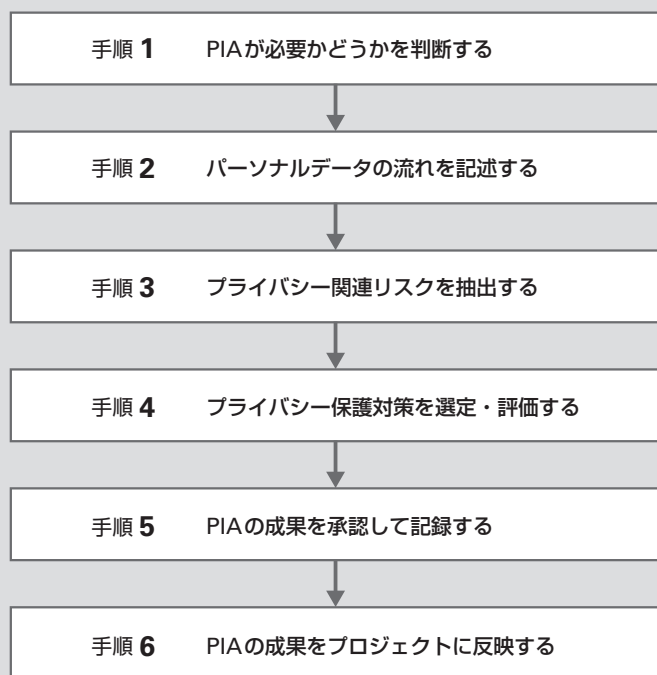 手順 1 PIAが必要かどうかを判断する
手順 2 パーソナルデータの流れを記述する
手順 3 プライバシー関連リスクを抽出する
手順 4 プライバシー保護対策を選定・評価する
手順 5 PIAの成果を承認して記録する
手順 6 PIAの成果をプロジェクトに反映する